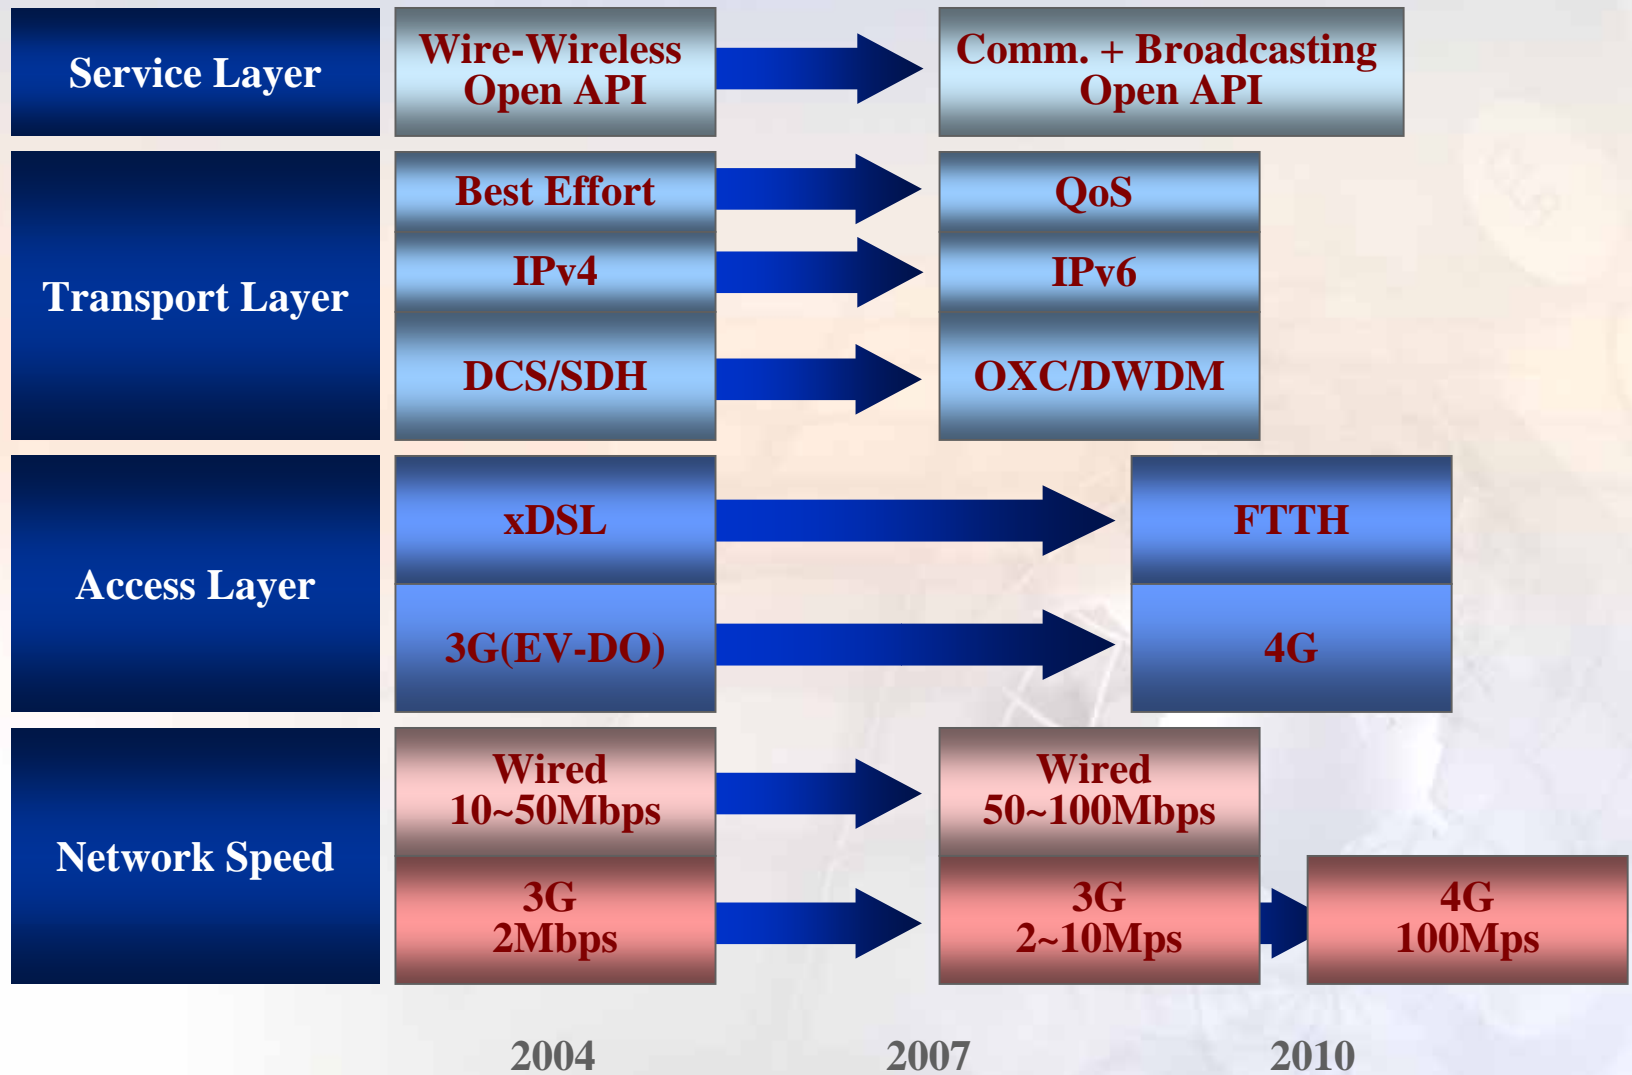 Service Layer
Wire-Wireless
Open API
Comm. + Broadcasting
Open API
Transport Layer
Best Effort
QoS
IPv4
IPv6
DCS/SDH
OXC/DWDM
Access Layer
xDSL
FTTH
3G(EV-DO)
4G
Network Speed
Wired
10~50Mbps
Wired
50~100Mbps
3G
2Mbps
3G
2~10Mps
4G
100Mps
2004
2007
2010